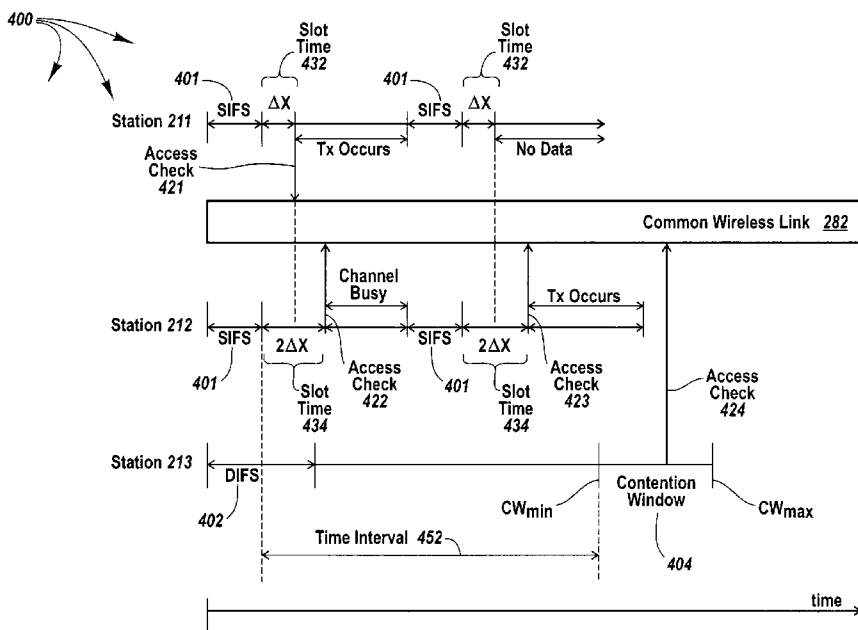 400
Slot
Time
432
Slot
Time
432
401
SIFS
ΔX
401
SIFS
ΔX
Station 211
Tx Occurs
No Data
Access
Check
421
Common Wireless Link 282
Channel
Busy
Tx Occurs
Station 212
SIFS
401
2ΔX
Slot
Time
434
Access
Check
422
SIFS
401
2ΔX
Slot
Time
434
Access
Check
423
Access
Check
424
Station 213
DIFS
402
CWmin
Contention
Window
404
CWmax
Time Interval 452
time